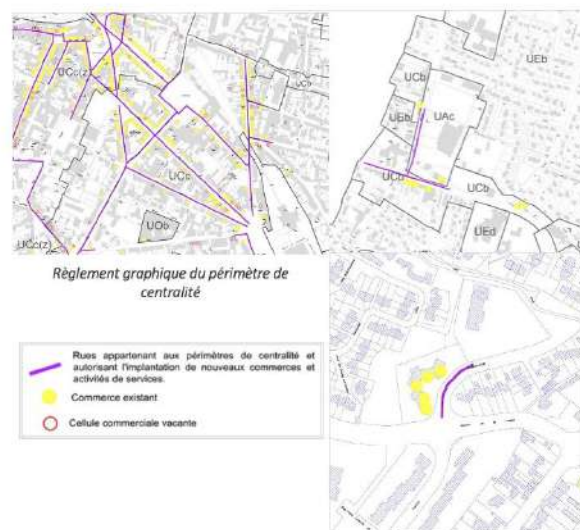 UCc(z)
UCb
UCc
UOb
UCc(z)
UEb
UCb
UEb
UAc
UCb
UCb
UEd
Règlement graphique du périmètre de
centralité
Rues appartenant aux périmètres de centralité et
autorisant l'implantation de nouveaux commerces et
activités de services.
Commerce existant
Cellule commerciale vacante